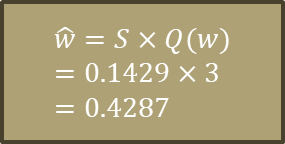 ŵ = S × Q(w)
= 0.1429 × 3
= 0.4287